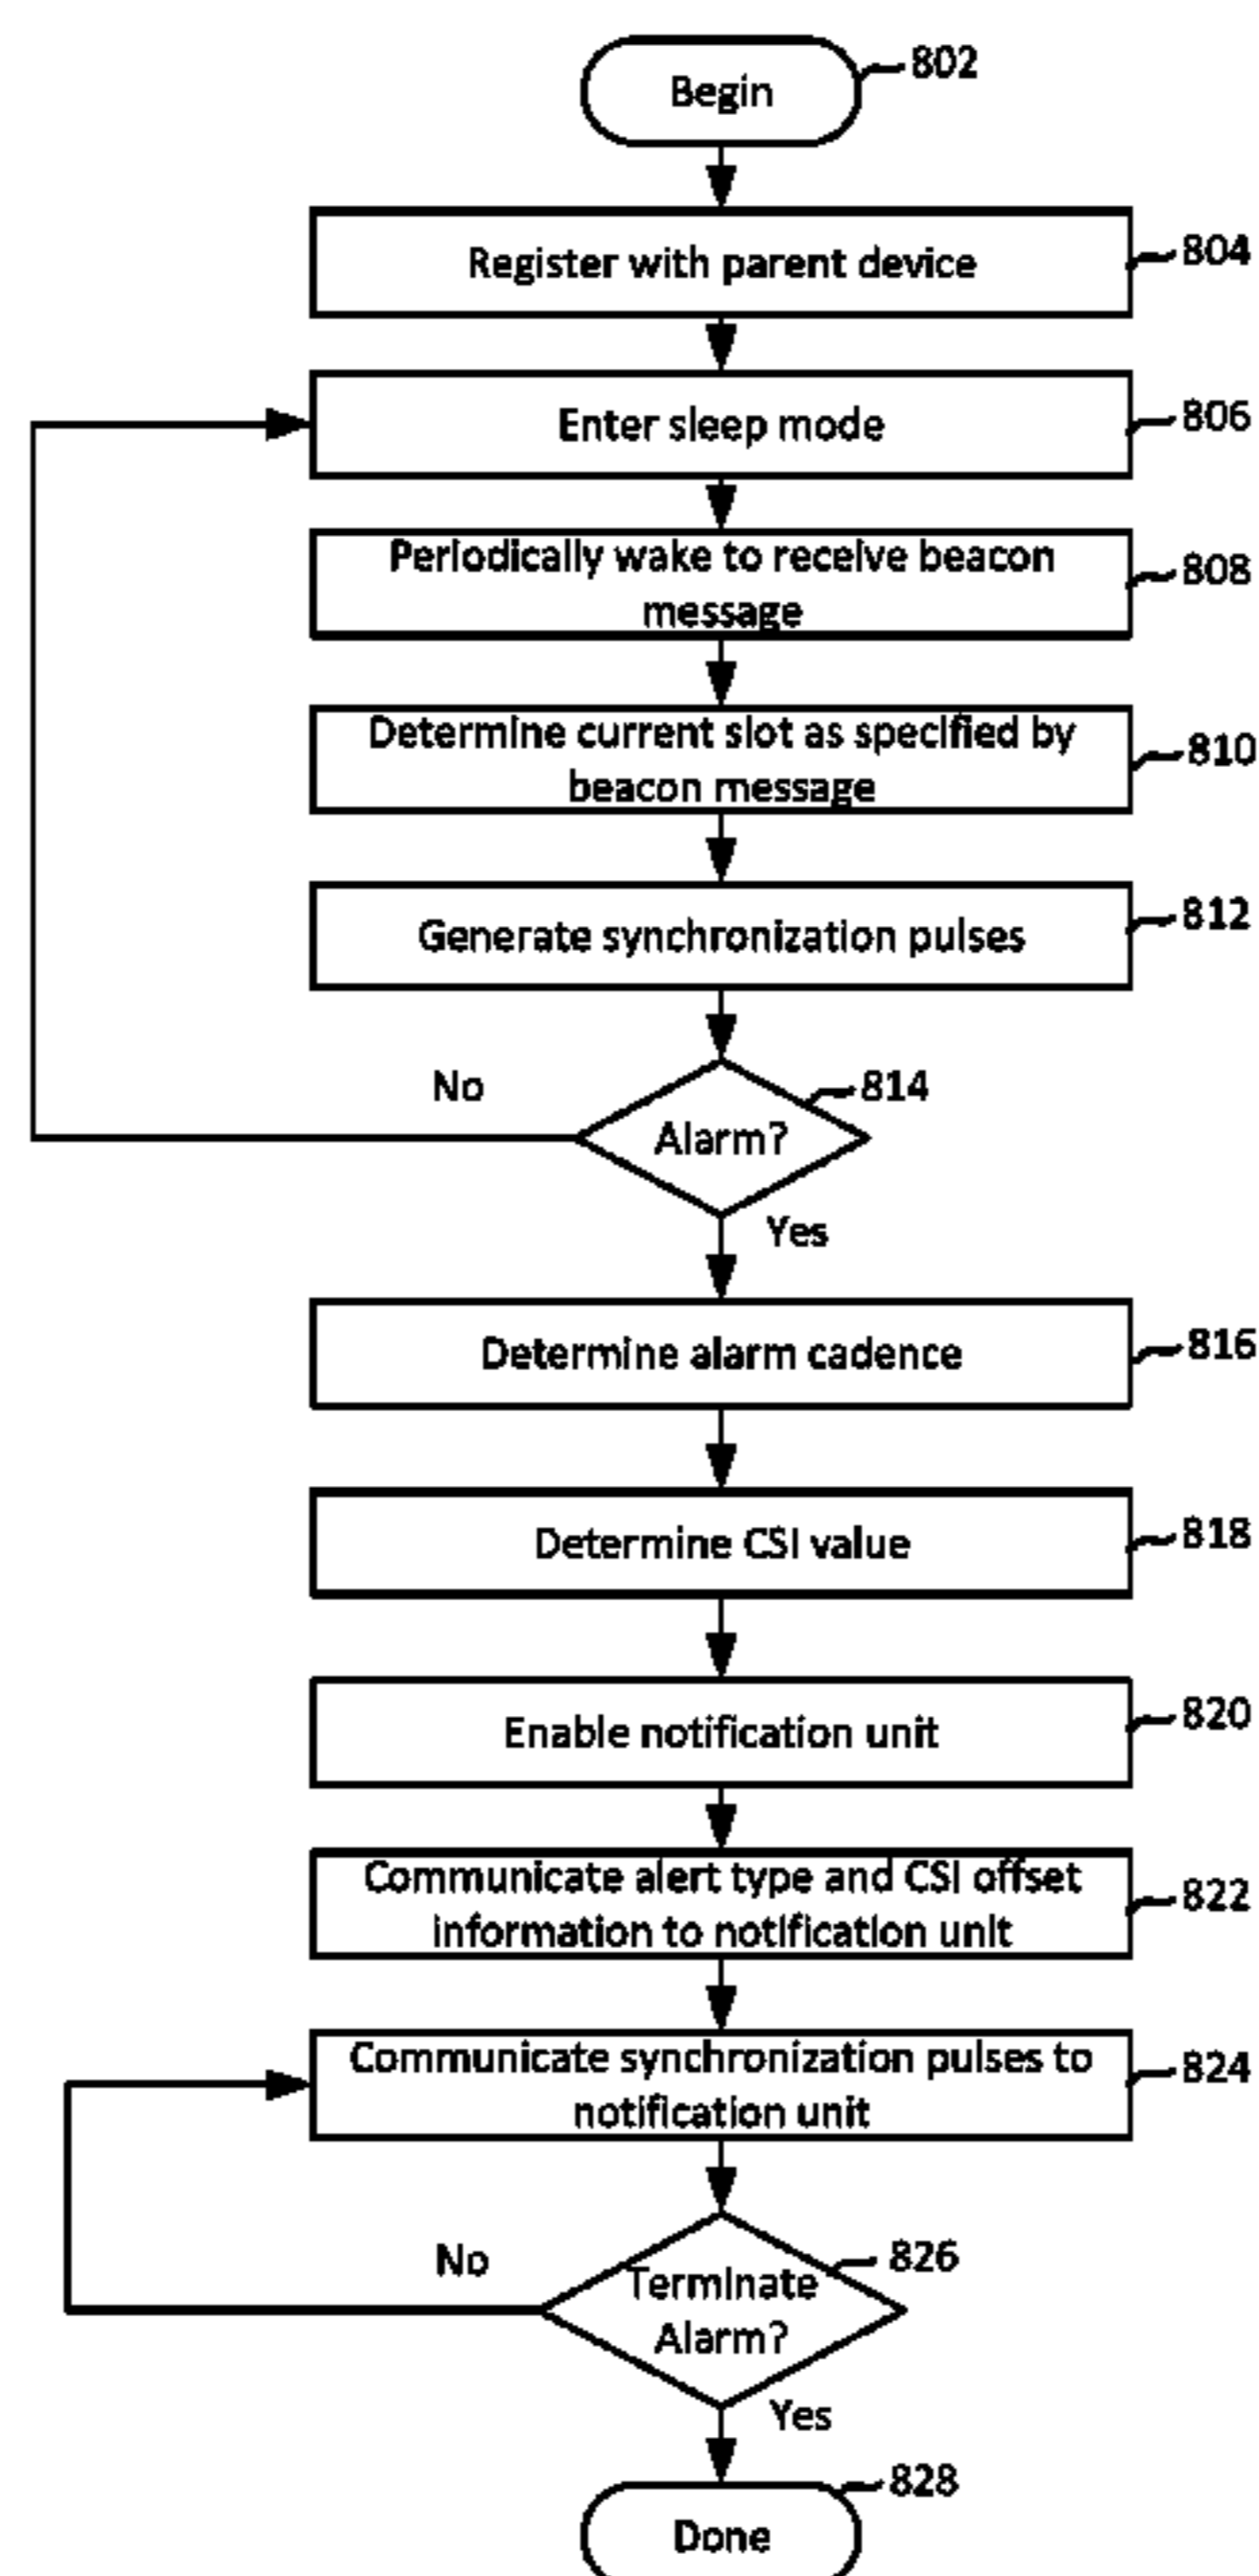 Begin
802
Register with parent device
804
Enter sleep mode
806
Periodically wake to receive beacon
message
808
Determine current slot as specified by
beacon message
810
Generate synchronization pulses
812
No
814
Alarm?
Yes
Determine alarm cadence
816
Determine CSI value
818
Enable notification unit
820
Communicate alert type and CSI offset
information to notification unit
822
Communicate synchronization pulses to
notification unit
824
No
826
Terminate
Alarm?
Yes
828
Done